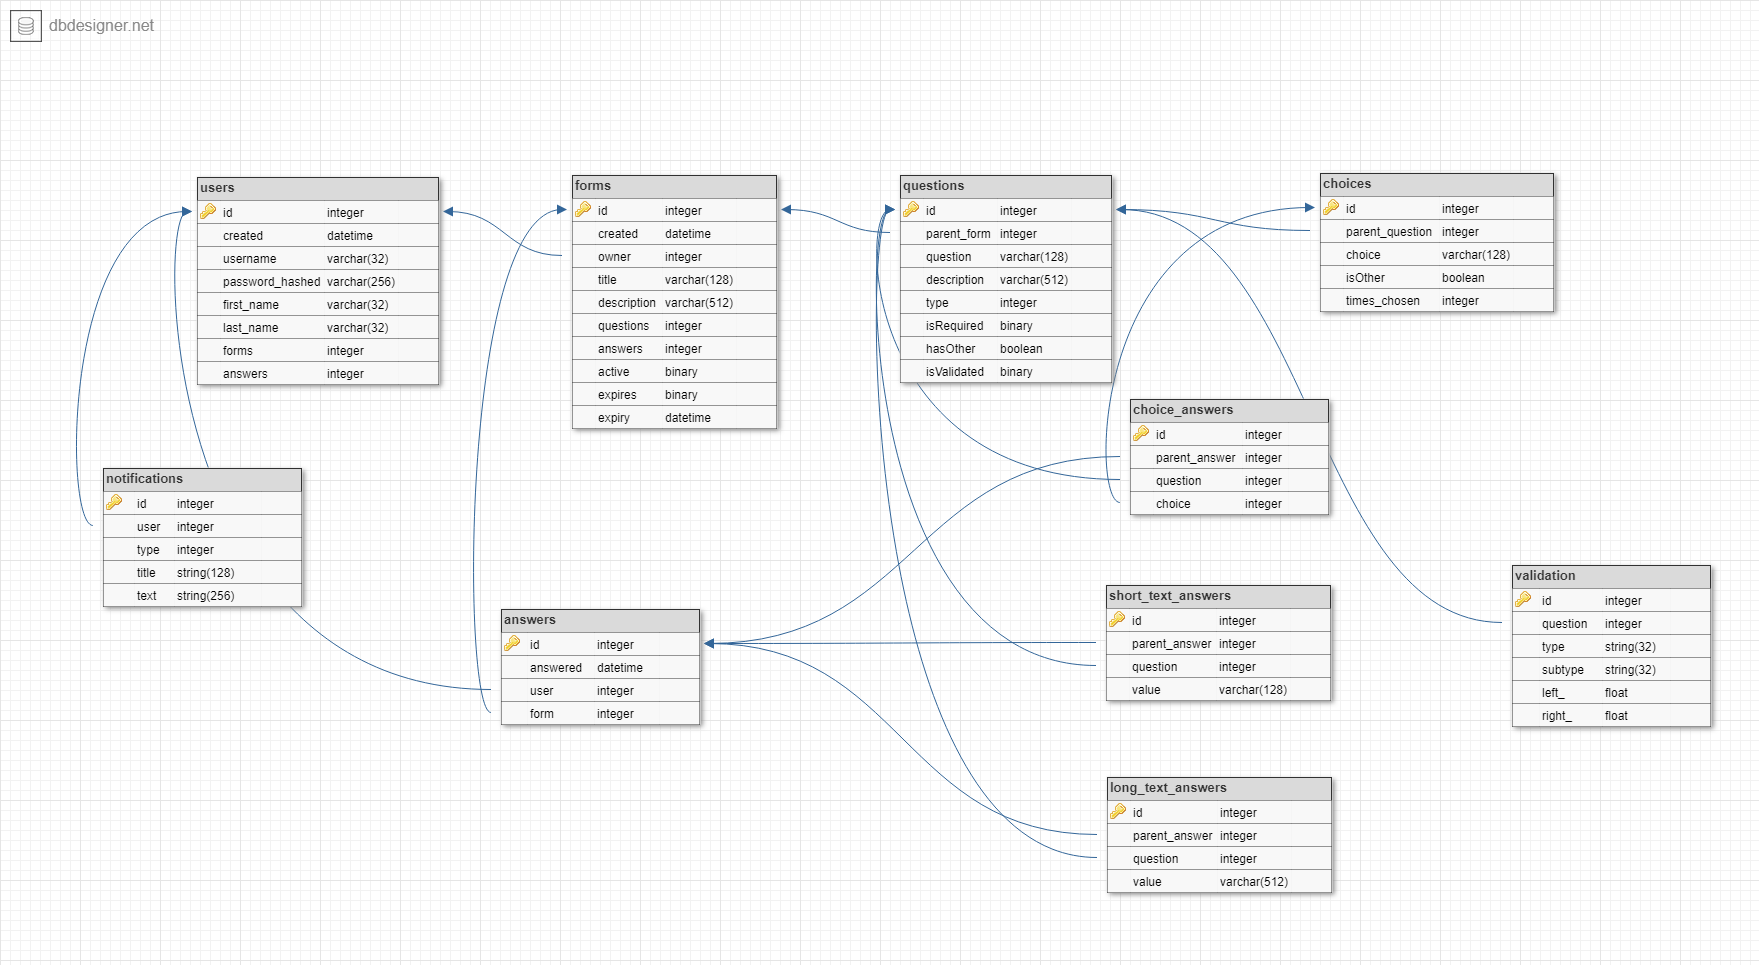 dbdesigner.net
users
id integer
created datetime
username varchar(32)
password_hashed varchar(256)
first_name varchar(32)
last_name varchar(32)
forms integer
answers integer
forms
id integer
created datetime
owner integer
title varchar(128)
description varchar(512)
questions integer
answers integer
active binary
expires binary
expiry datetime
questions
id integer
parent_form integer
question varchar(128)
description varchar(512)
type integer
isRequired binary
hasOther boolean
isValidated binary
choices
id integer
parent_question integer
choice varchar(128)
isOther boolean
times_chosen integer
choice_answers
id integer
parent_answer integer
question integer
choice integer
notifications
id integer
user integer
type integer
title string(128)
text string(256)
answers
id integer
answered datetime
user integer
form integer
short_text_answers
id integer
parent_answer integer
question integer
value varchar(128)
validation
id integer
question integer
type string(32)
subtype string(32)
left_ float
right_ float
long_text_answers
id integer
parent_answer integer
question integer
value varchar(512)